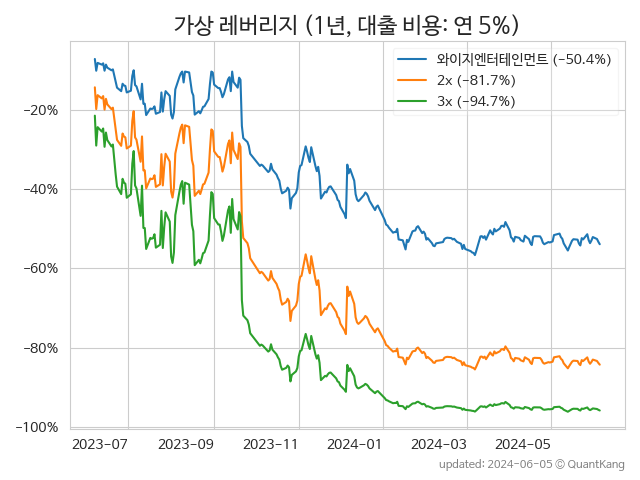 가상 레버리지 (1년, 대출 비용: 연 5%)
와이지엔터테인먼트 (−50.4%)
2x (−81.7%)
3x (−94.7%)
−20%
−40%
−60%
−80%
−100%
2023-07 2023-09 2023-11 2024-01 2024-03 2024-05
updated: 2024-06-05 © QuantKang